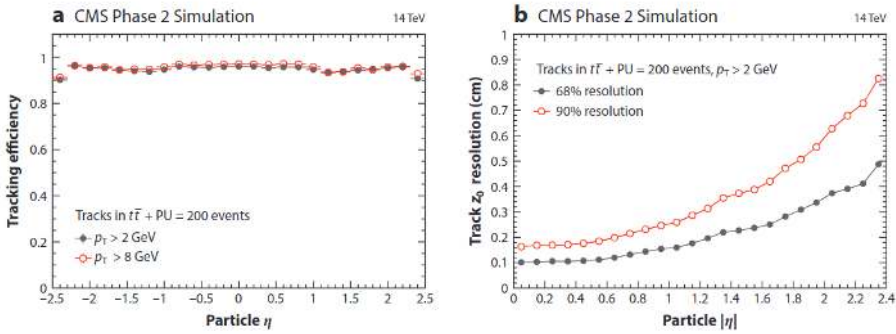 a CMS Phase 2 Simulation 14 TeV
1
0.8
0.6
0.4
0.2
0
Tracking efficiency
Tracks in tt̅ + PU = 200 events
p_T > 2 GeV
p_T > 8 GeV
−2.5 −2 −1.5 −1 −0.5 0 0.5 1 1.5 2 2.5
Particle η
b CMS Phase 2 Simulation 14 TeV
1
0.9
0.8
0.7
0.6
0.5
0.4
0.3
0.2
0.1
0
Track z₀ resolution (cm)
Tracks in tt̅ + PU = 200 events, p_T > 2 GeV
68% resolution
90% resolution
0 0.2 0.4 0.6 0.8 1 1.2 1.4 1.6 1.8 2 2.2 2.4
Particle |η|